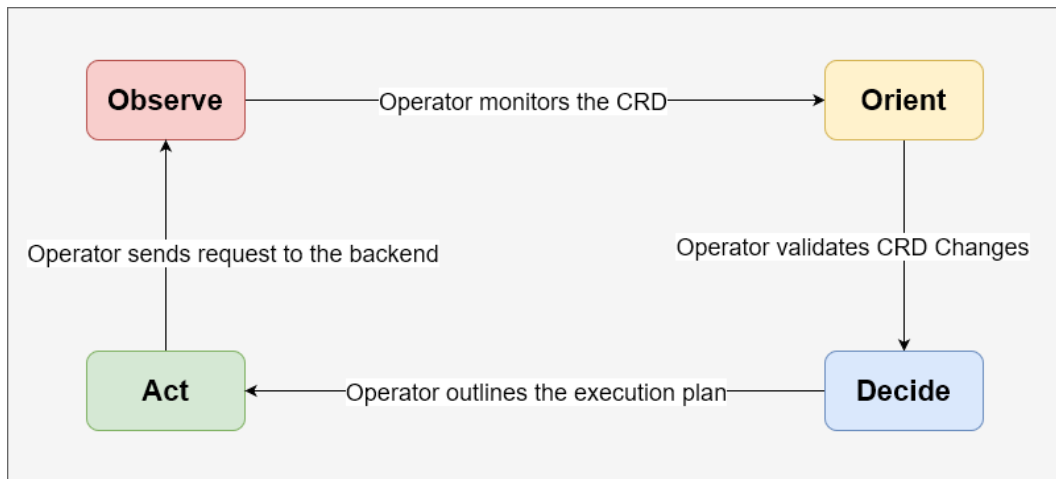 Observe
Operator monitors the CRD
Orient
Operator sends request to the backend
Operator validates CRD Changes
Act
Operator outlines the execution plan
Decide